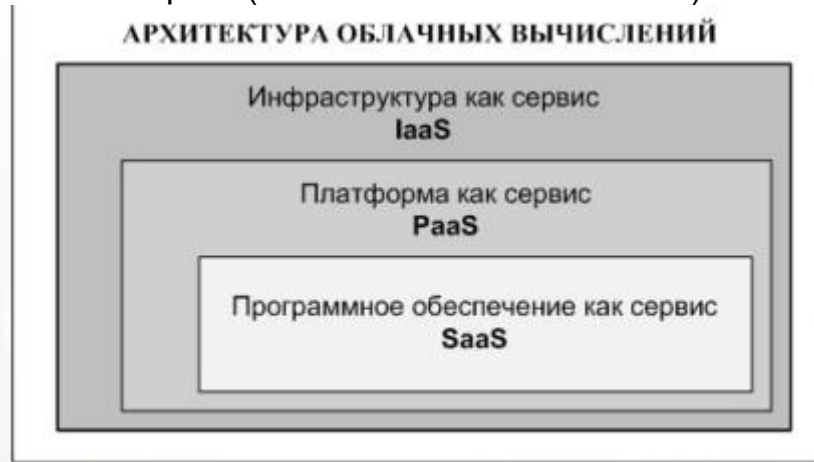 АРХИТЕКТУРА ОБЛАЧНЫХ ВЫЧИСЛЕНИЙ
Инфраструктура как сервис
IaaS
Платформа как сервис
PaaS
Программное обеспечение как сервис
SaaS